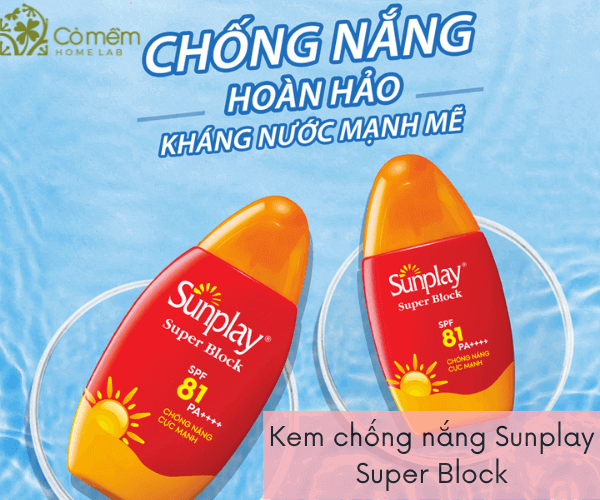 Cỏ mềm
HOME LAB
CHỐNG NẮNG
HOÀN HẢO
KHÁNG NƯỚC MẠNH MẼ
Sunplay®
Super Block
SPF
81
PA++++
CHỐNG NẮNG
CỰC MẠNH
Sunplay®
Super Block
SPF
81
PA++++
CHỐNG NẮNG
CỰC MẠNH
Kem chống nắng Sunplay
Super Block